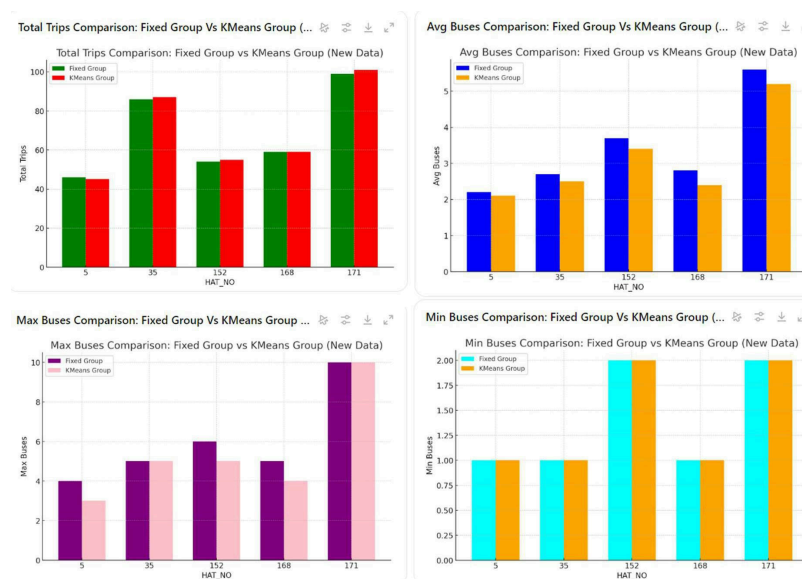 Total Trips Comparison: Fixed Group Vs KMeans Group (...
Total Trips Comparison: Fixed Group vs KMeans Group (New Data)
Fixed Group
KMeans Group
100
80
60
40
20
0
Total Trips
5 35 152 168 171
HAT_NO
Avg Buses Comparison: Fixed Group Vs KMeans Group (...
Avg Buses Comparison: Fixed Group vs KMeans Group (New Data)
Fixed Group
KMeans Group
5
4
3
2
1
0
Avg Buses
5 35 152 168 171
HAT_NO
Max Buses Comparison: Fixed Group Vs KMeans Group ...
Max Buses Comparison: Fixed Group vs KMeans Group (New Data)
Fixed Group
KMeans Group
10
8
6
4
2
0
Max Buses
5 35 152 168 171
HAT_NO
Min Buses Comparison: Fixed Group Vs KMeans Group (...
Min Buses Comparison: Fixed Group vs KMeans Group (New Data)
Fixed Group
KMeans Group
2.00
1.75
1.50
1.25
1.00
0.75
0.50
0.25
0.00
Min Buses
5 35 152 168 171
HAT_NO